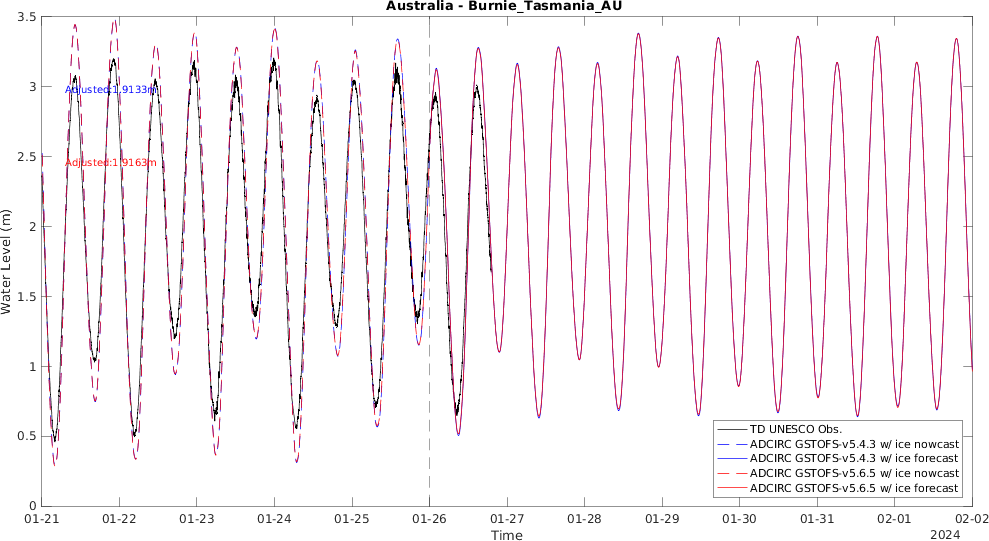 Australia - Burnie_Tasmania_AU
3.5
3
2.5
2
1.5
1
0.5
0
Water Level (m)
Adjusted:1.9133m
Adjusted:1.9163m
TD UNESCO Obs.
ADCIRC GSTOFS-v5.4.3 w/ ice nowcast
ADCIRC GSTOFS-v5.4.3 w/ ice forecast
ADCIRC GSTOFS-v5.6.5 w/ ice nowcast
ADCIRC GSTOFS-v5.6.5 w/ ice forecast
01-21 01-22 01-23 01-24 01-25 01-26 01-27 01-28 01-29 01-30 01-31 02-01 02-02
Time
2024